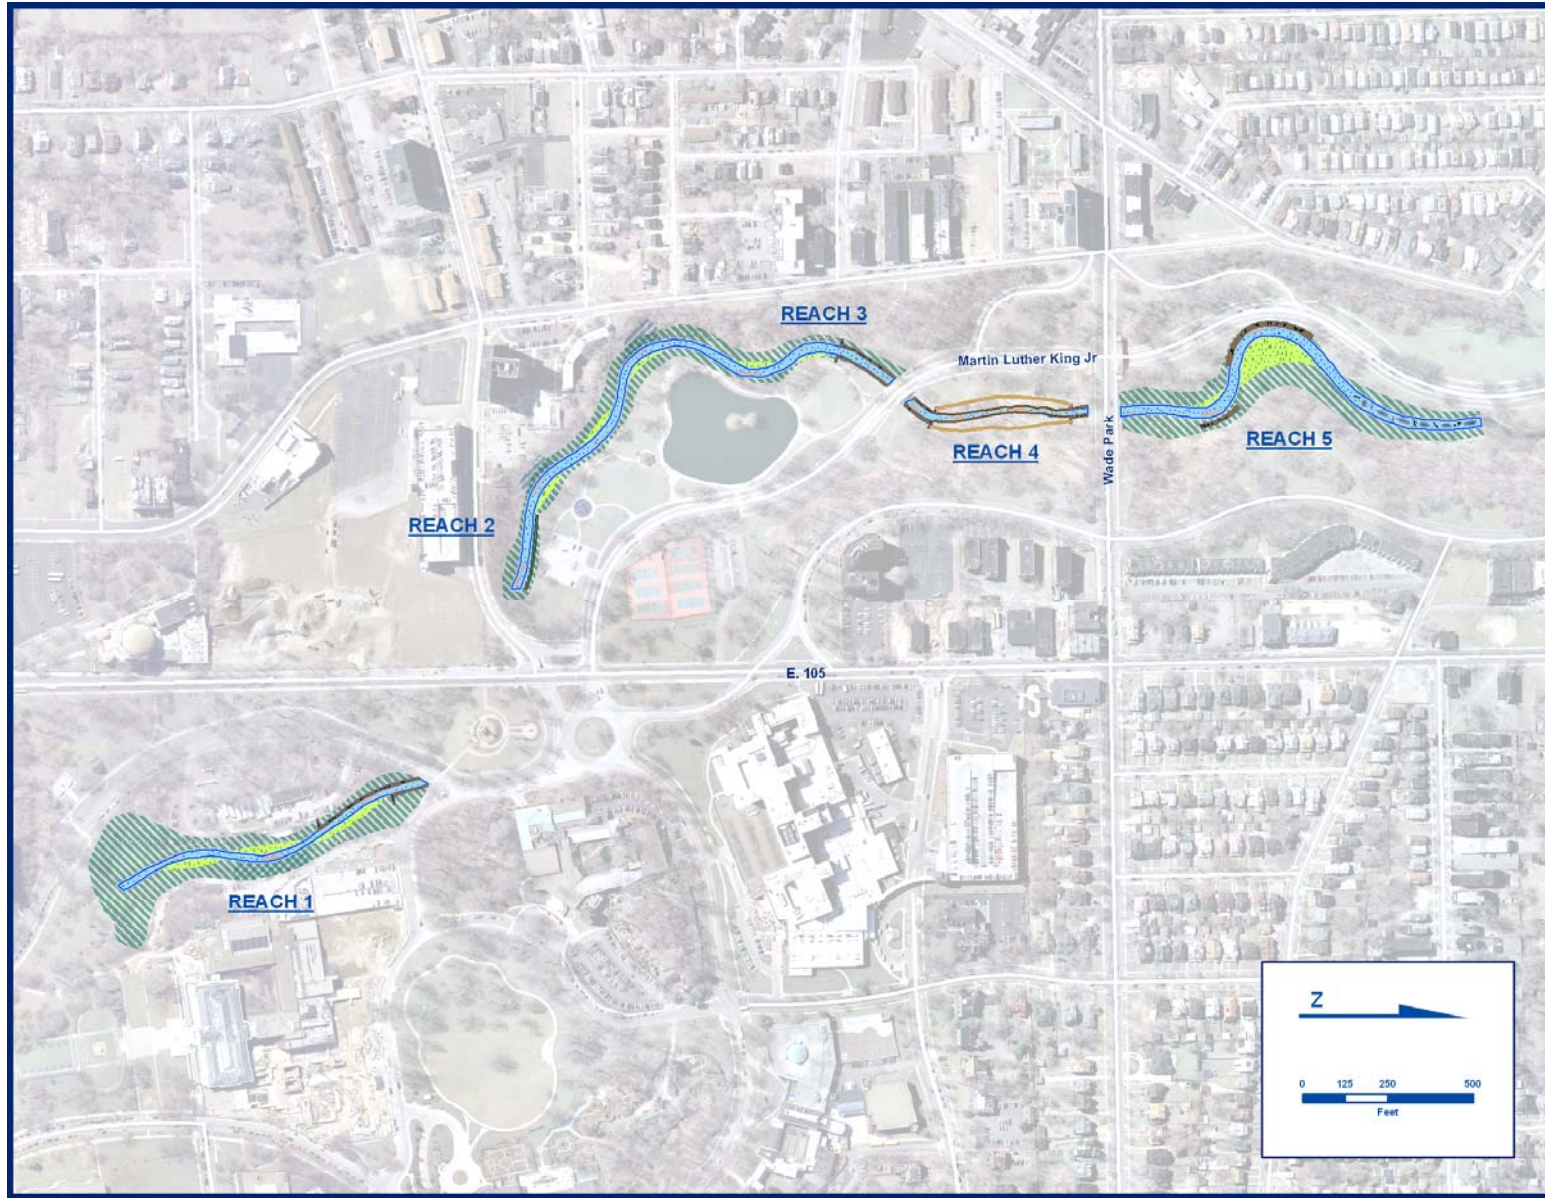 REACH 3
Martin Luther King Jr
REACH 4
Wade Park
REACH 5
REACH 2
E. 105
REACH 1
Z
0 125 250 500
Feet